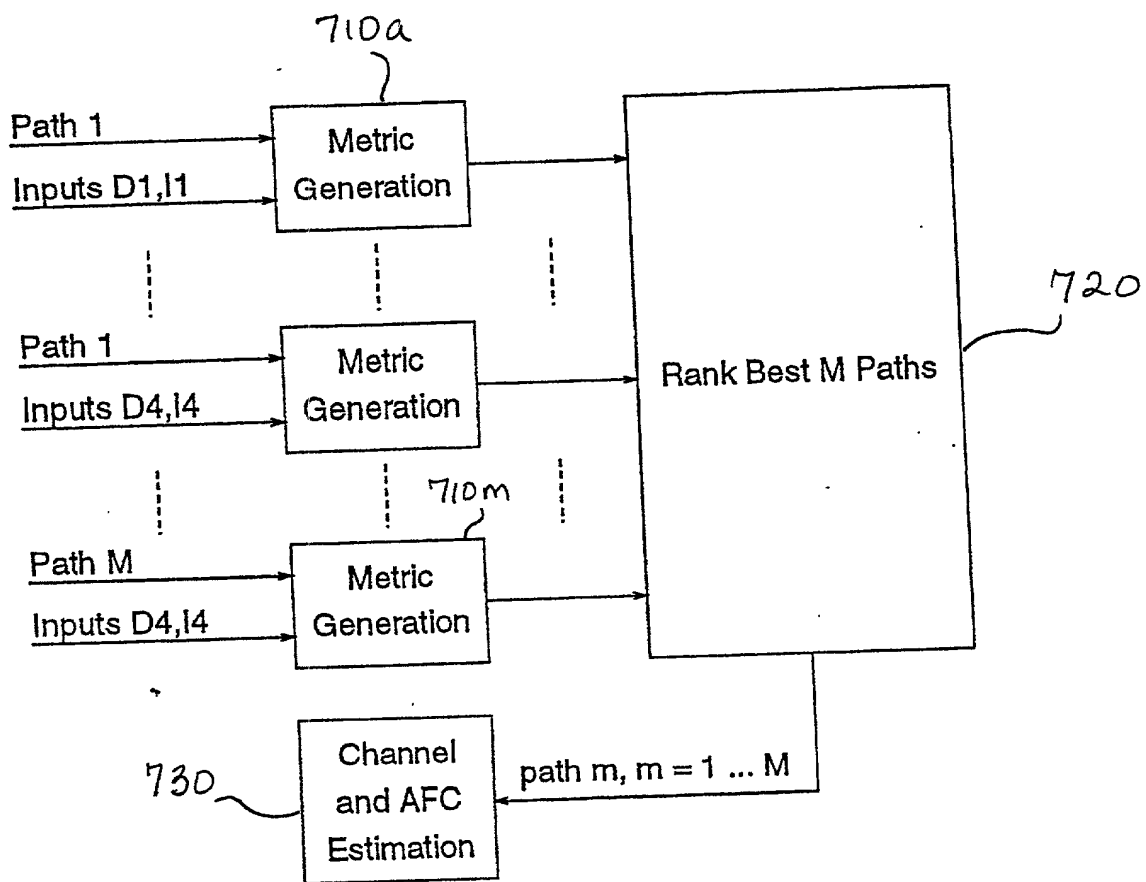 710a
Path 1
Inputs D1,I1
Metric
Generation
720
Path 1
Inputs D4,I4
Metric
Generation
Rank Best M Paths
710m
Path M
Inputs D4,I4
Metric
Generation
730
Channel
and AFC
Estimation
path m, m = 1 ... M